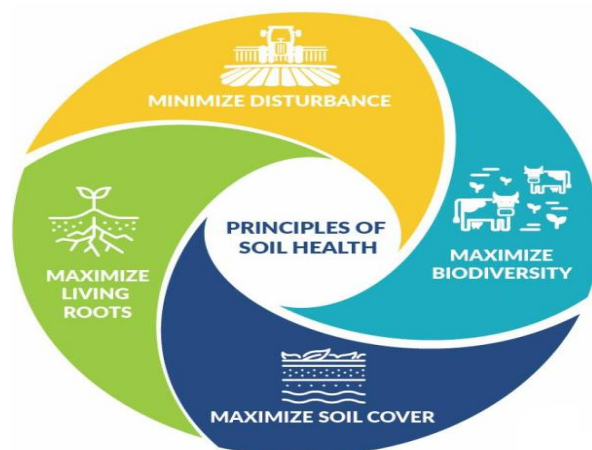 MINIMIZE DISTURBANCE
PRINCIPLES OF
SOIL HEALTH
MAXIMIZE
BIODIVERSITY
MAXIMIZE
LIVING
ROOTS
MAXIMIZE SOIL COVER